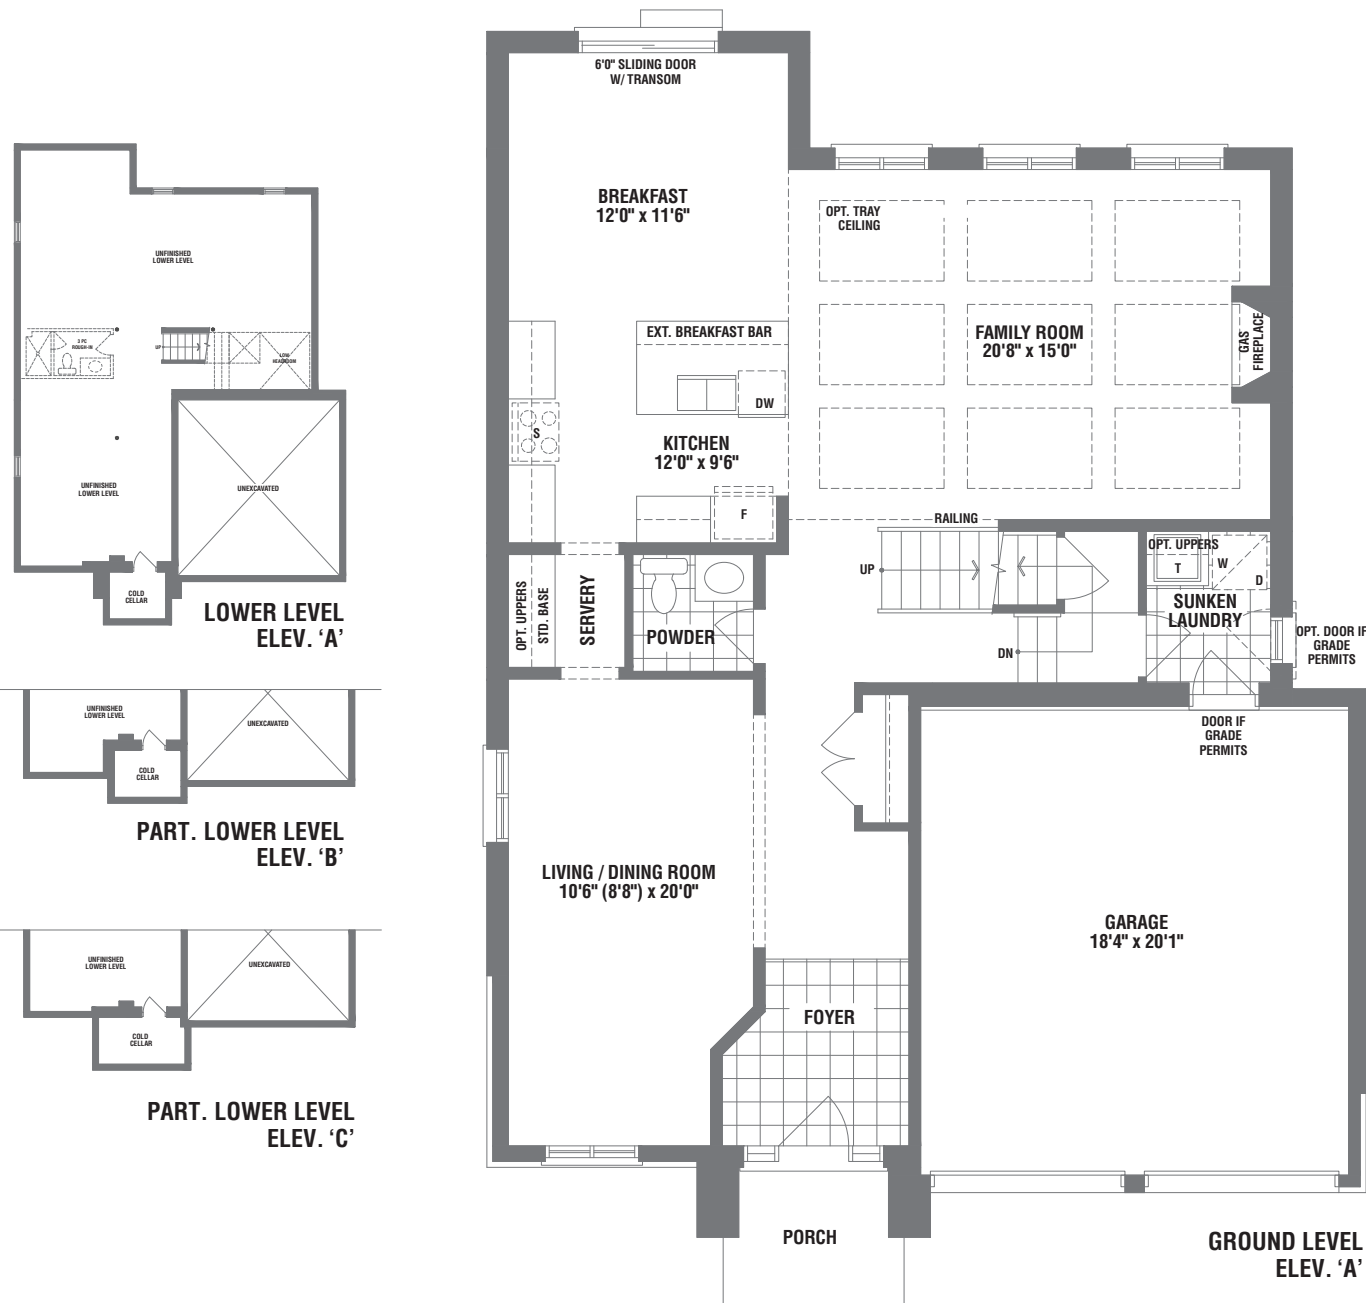 UNFINISHED
LOWER LEVEL
3 PC
ROUGH-IN
UP
LOW
HEADROOM
UNFINISHED
LOWER LEVEL
UNEXCAVATED
COLD
CELLAR
LOWER LEVEL
ELEV. ‘A’
UNFINISHED
LOWER LEVEL
UNEXCAVATED
COLD
CELLAR
PART. LOWER LEVEL
ELEV. ‘B’
UNFINISHED
LOWER LEVEL
UNEXCAVATED
COLD
CELLAR
PART. LOWER LEVEL
ELEV. ‘C’
6'0" SLIDING DOOR
W/ TRANSOM
BREAKFAST
12'0" x 11'6"
OPT. TRAY
CEILING
EXT. BREAKFAST BAR
FAMILY ROOM
20'8" x 15'0"
GAS
FIREPLACE
DW
S
KITCHEN
12'0" x 9'6"
F
RAILING
UP
OPT. UPPERS
T
W
D
SUNKEN
LAUNDRY
OPT. UPPERS
STD. BASE
SERVERY
POWDER
DN
OPT. DOOR IF
GRADE
PERMITS
DOOR IF
GRADE
PERMITS
LIVING / DINING ROOM
10'6" (8'8") x 20'0"
GARAGE
18'4" x 20'1"
FOYER
PORCH
GROUND LEVEL
ELEV. ‘A’